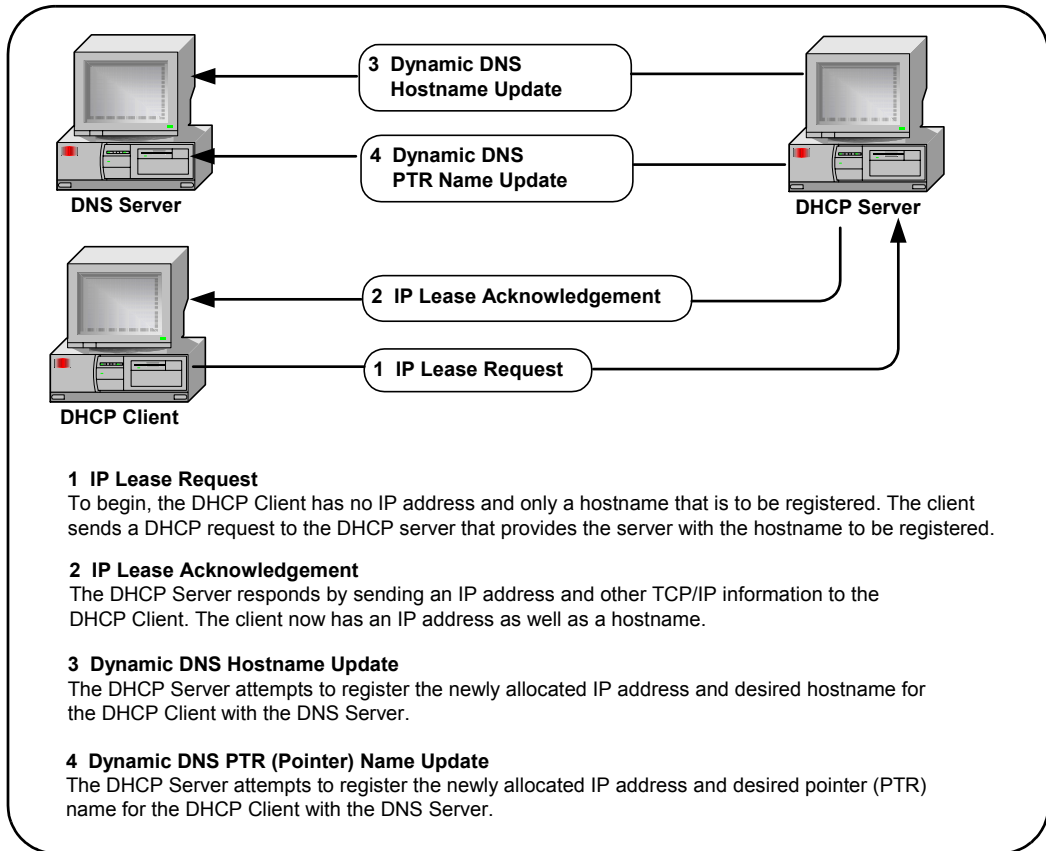 3 Dynamic DNS
Hostname Update
4 Dynamic DNS
PTR Name Update
DNS Server
DHCP Server
2 IP Lease Acknowledgement
1 IP Lease Request
DHCP Client
1 IP Lease Request
To begin, the DHCP Client has no IP address and only a hostname that is to be registered. The client
sends a DHCP request to the DHCP server that provides the server with the hostname to be registered.
2 IP Lease Acknowledgement
The DHCP Server responds by sending an IP address and other TCP/IP information to the
DHCP Client. The client now has an IP address as well as a hostname.
3 Dynamic DNS Hostname Update
The DHCP Server attempts to register the newly allocated IP address and desired hostname for
the DHCP Client with the DNS Server.
4 Dynamic DNS PTR (Pointer) Name Update
The DHCP Server attempts to register the newly allocated IP address and desired pointer (PTR)
name for the DHCP Client with the DNS Server.